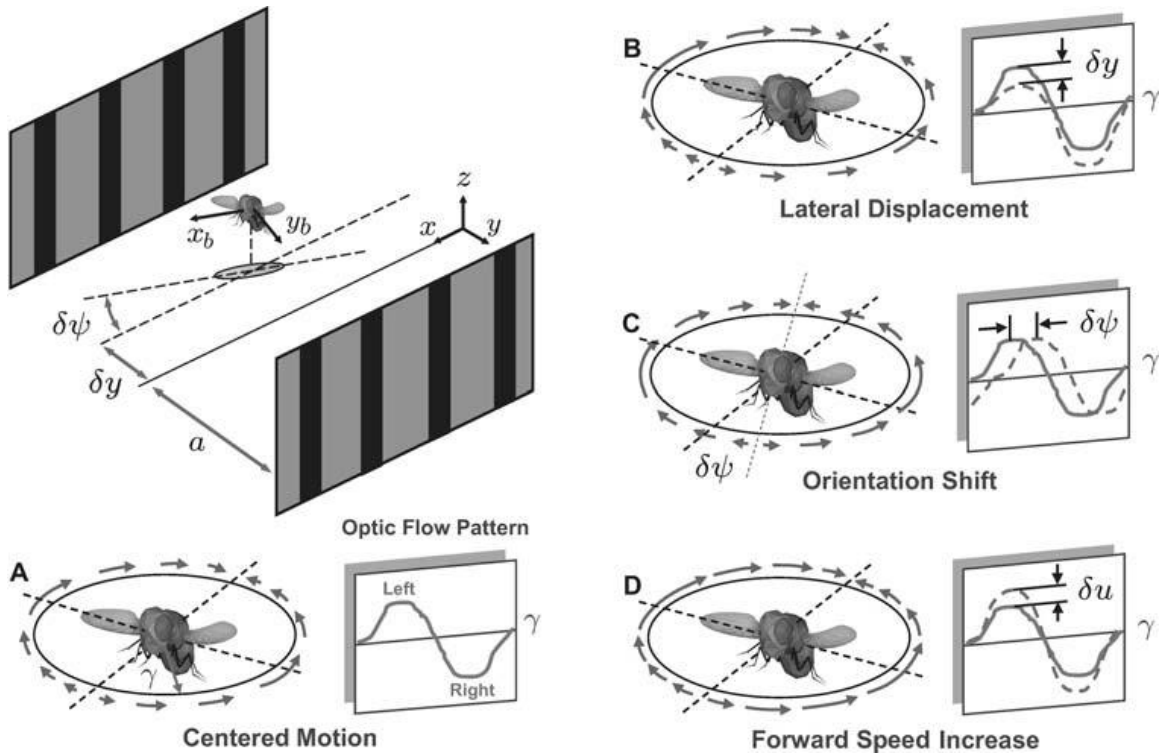 z
x
y
x_b
y_b
δψ
δy
a
Optic Flow Pattern
A
γ
Left
Right
γ
Centered Motion
B
δy
γ
Lateral Displacement
C
δψ
δψ
γ
Orientation Shift
D
δu
γ
Forward Speed Increase